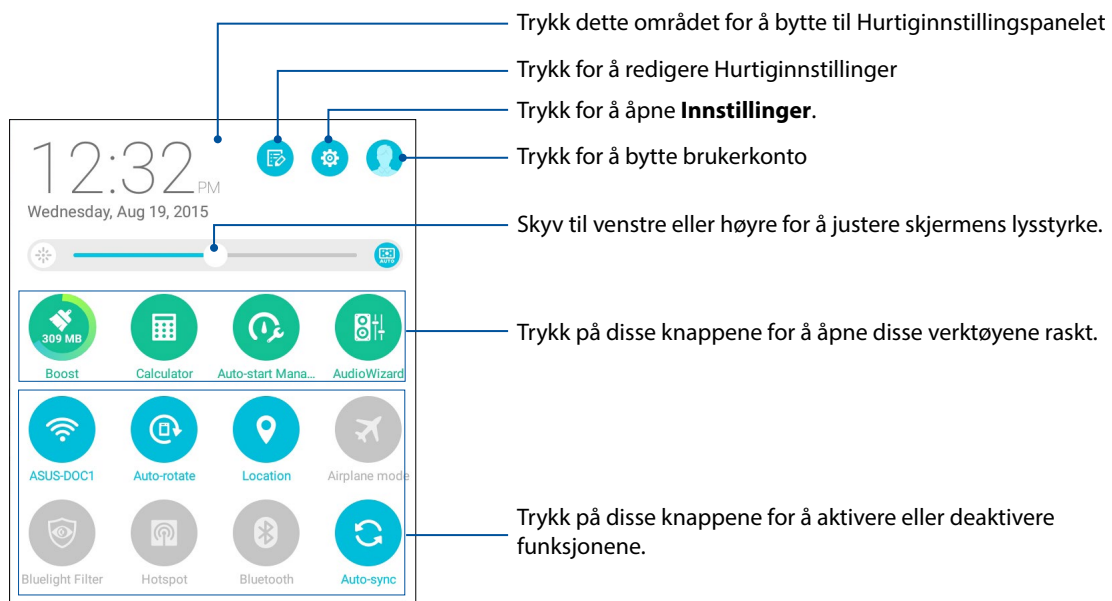 Trykk dette området for å bytte til Hurtiginnstillingspanelet
Trykk for å redigere Hurtiginnstillinger
Trykk for å åpne Innstillinger.
Trykk for å bytte brukerkonto
12:32 PM
Wednesday, Aug 19, 2015
Skyv til venstre eller høyre for å justere skjermens lysstyrke.
AUTO
309 MB
Boost Calculator Auto-start Mana... AudioWizard
Trykk på disse knappene for å åpne disse verktøyene raskt.
ASUS-DOC1 Auto-rotate Location Airplane mode
Bluelight Filter Hotspot Bluetooth Auto-sync
Trykk på disse knappene for å aktivere eller deaktivere
funksjonene.